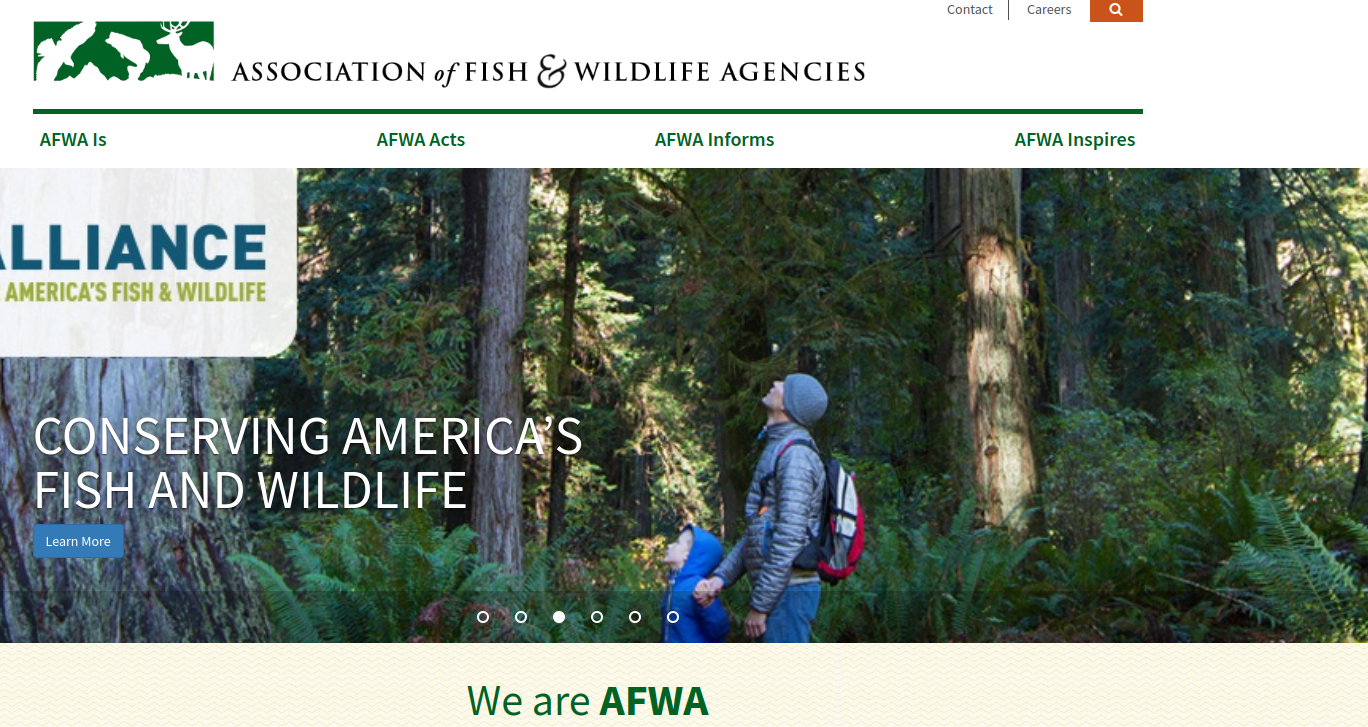 Contact
Careers
ASSOCIATION of FISH & WILDLIFE AGENCIES
AFWA Is
AFWA Acts
AFWA Informs
AFWA Inspires
ALLIANCE
AMERICA'S FISH & WILDLIFE
CONSERVING AMERICA’S
FISH AND WILDLIFE
Learn More
We are AFWA